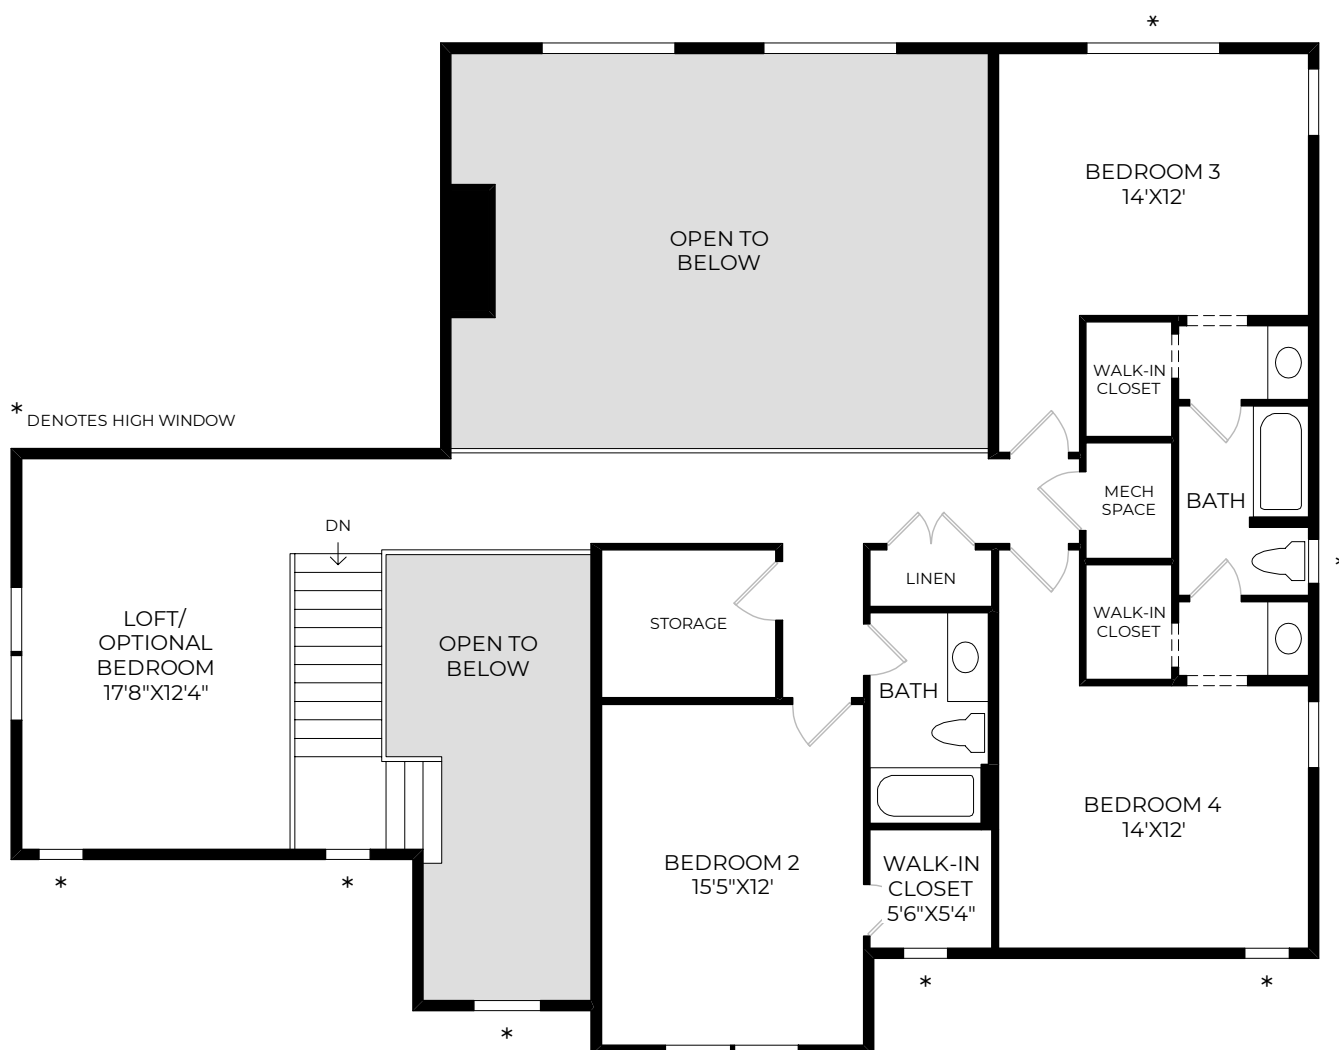 *
BEDROOM 3
14'X12'
OPEN TO
BELOW
WALK-IN
CLOSET
* DENOTES HIGH WINDOW
MECH
SPACE
BATH
DN
*
LINEN
LOFT/
OPTIONAL
BEDROOM
17'8"X12'4"
OPEN TO
BELOW
STORAGE
WALK-IN
CLOSET
BATH
BEDROOM 4
14'X12'
BEDROOM 2
15'5"X12'
WALK-IN
CLOSET
5'6"X5'4"
*
*
*
*
*